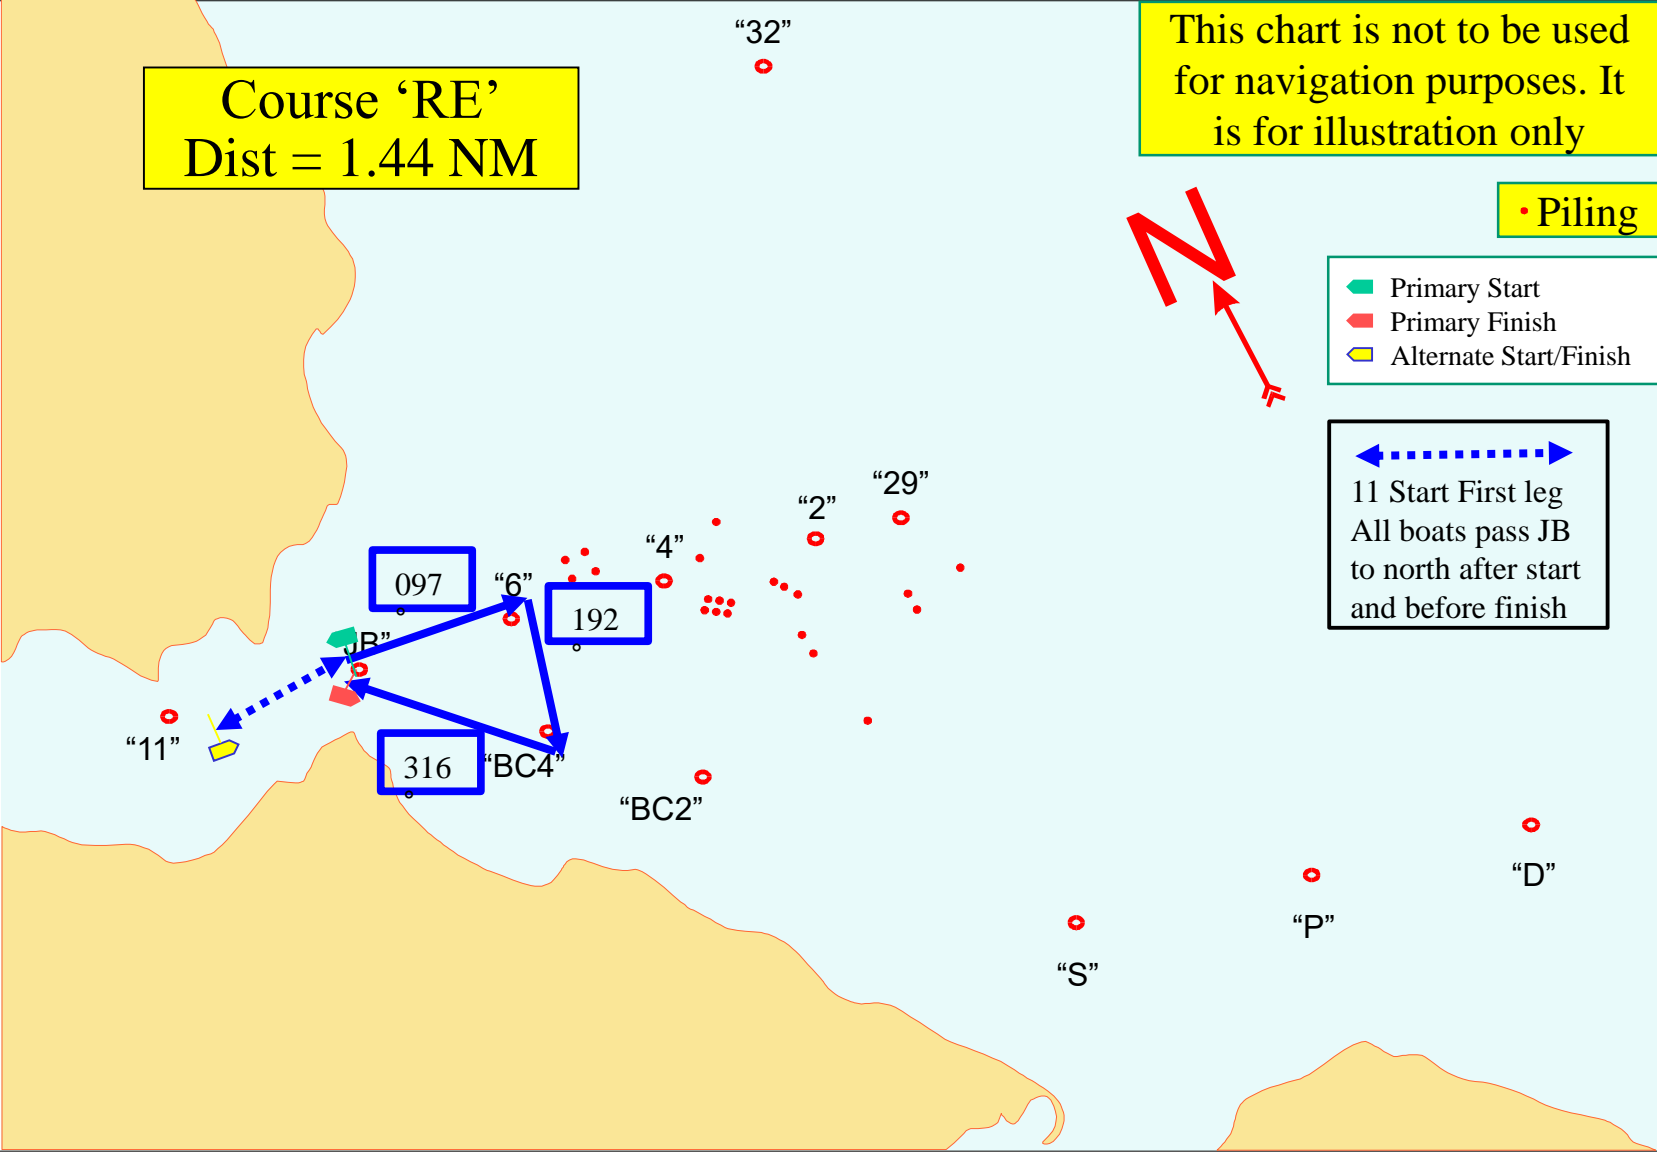 “32”
This chart is not to be used
for navigation purposes. It
is for illustration only
Course ‘RE’
Dist = 1.44 NM
N
Piling
Primary Start
Primary Finish
Alternate Start/Finish
11 Start First leg
All boats pass JB
to north after start
and before finish
“29”
“2”
“4”
097°
“6”
192°
JB”
“11”
316°
“BC4”
“BC2”
“D”
“P”
“S”